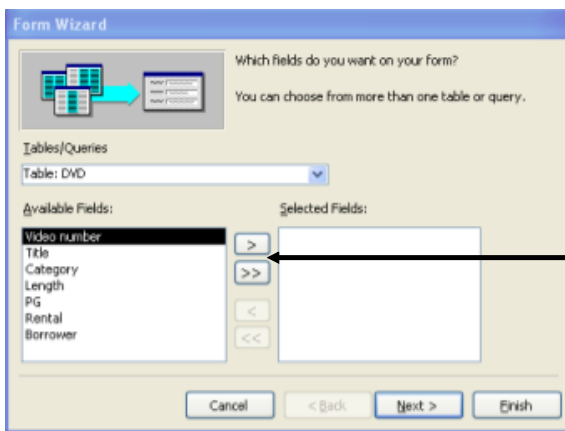 Form Wizard
Which fields do you want on your form?
You can choose from more than one table or query.
Tables/Queries
Table: DVD
Available Fields:
Selected Fields:
Video number
Title
Category
Length
PG
Rental
Borrower
>
>>
<
<<
Cancel
< Back
Next >
Finish